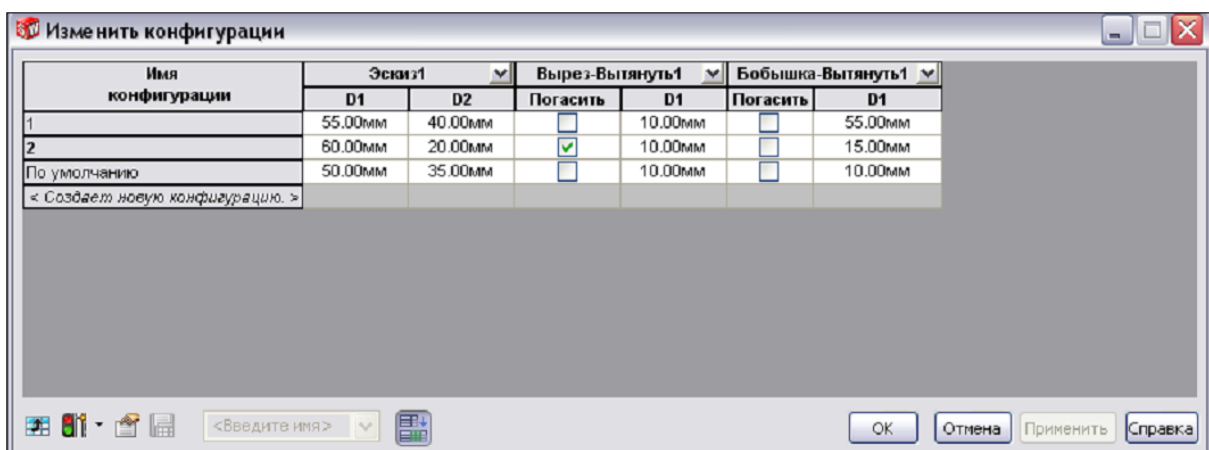 Изменить конфигурации
Имя конфигурации Эскиз1 Вырез-Вытянуть1 Бобышка-Вытянуть1
D1 D2 Погасить D1 Погасить D1
1 55.00мм 40.00мм 10.00мм 55.00мм
2 60.00мм 20.00мм 10.00мм 15.00мм
По умолчанию 50.00мм 35.00мм 10.00мм 10.00мм
< Создает новую конфигурацию. >
<Введите имя> OK Отмена Применить Справка